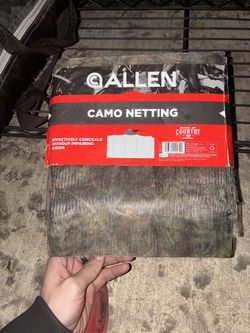 ALLEN
CAMO NETTING
EFFECTIVELY CONCEALS
WITHOUT IMPAIRING
VISION
COUNTRY